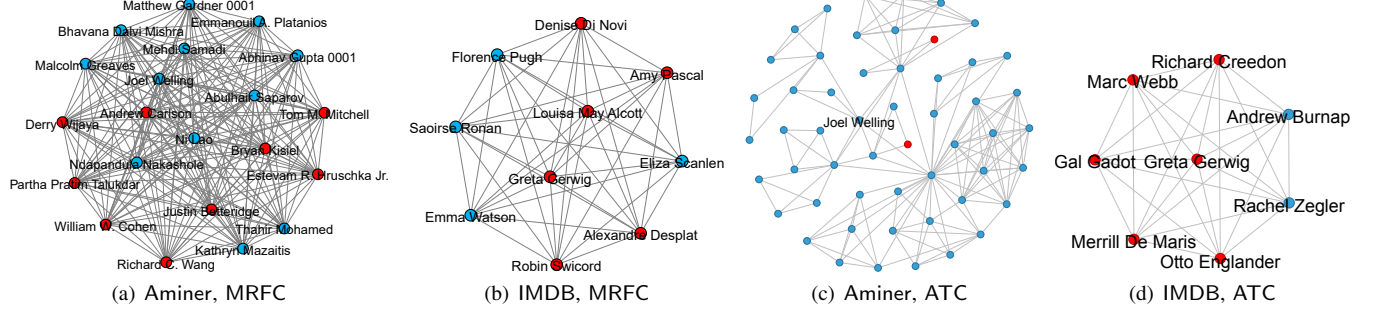 Matthew Gardner 0001
Emmanouil A. Platanios
Bhavana Dalvi Mishra
Mehdi Samadi
Abhinav Gupta 0001
Malcolm Greaves
Joel Welling
Abulhair Saparov
Andrew Carlson
Tom M. Mitchell
Derry Wijaya
Ni Lao
Bryan Kisiel
Ndapandula Nakashole
Estevam R. Hruschka Jr.
Partha Pratim Talukdar
Justin Betteridge
William W. Cohen
Thahir Mohamed
Kathryn Mazaitis
Richard C. Wang
(a) Aminer, MRFC
Denise Di Novi
Florence Pugh
Amy Pascal
Louisa May Alcott
Saoirse Ronan
Eliza Scanlen
Greta Gerwig
Emma Watson
Alexandre Desplat
Robin Swicord
(b) IMDB, MRFC
Joel Welling
(c) Aminer, ATC
Richard Creedon
Marc Webb
Andrew Burnap
Gal Gadot
Greta Gerwig
Rachel Zegler
Merrill De Maris
Otto Englander
(d) IMDB, ATC